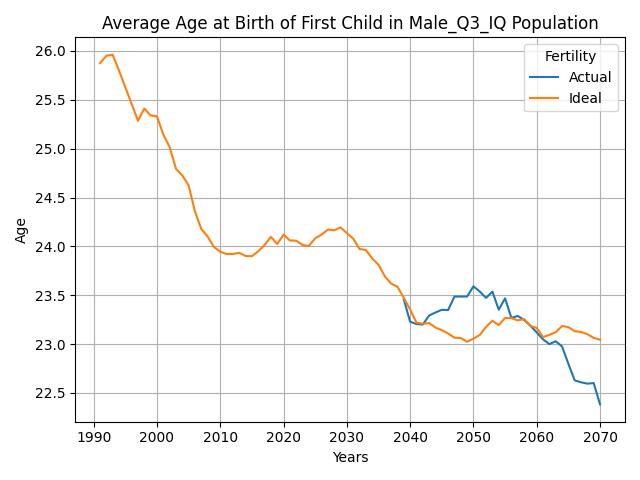 Average Age at Birth of First Child in Male_Q3_IQ Population
Fertility
Actual
Ideal
26.0
25.5
25.0
24.5
24.0
23.5
23.0
22.5
Age
1990 2000 2010 2020 2030 2040 2050 2060 2070
Years